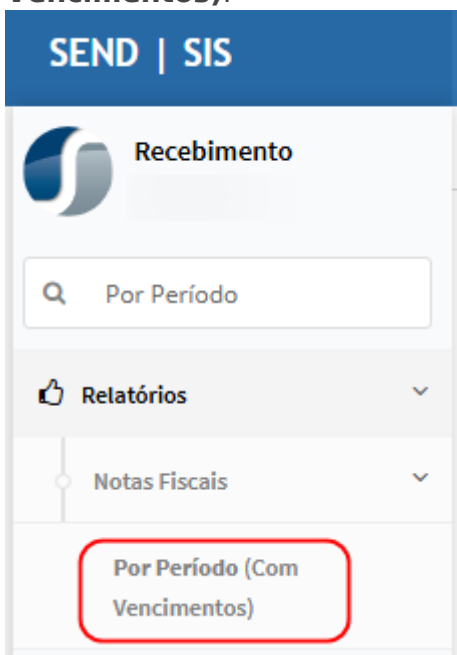 Vencimentos).
SEND | SIS
Recebimento
Por Período
Relatórios
Notas Fiscais
Por Período (Com
Vencimentos)